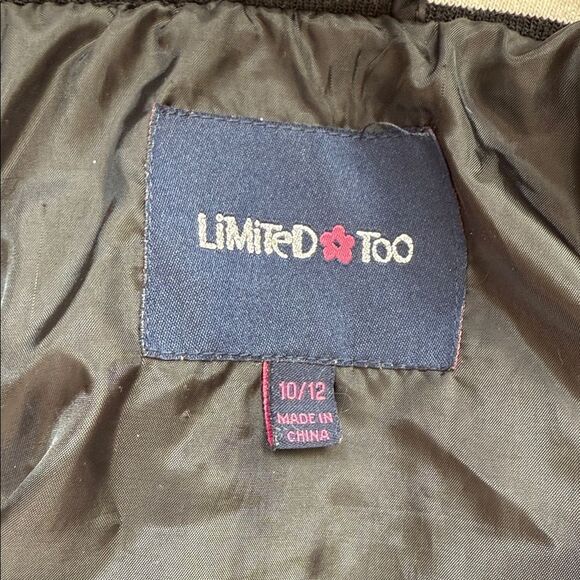 LiMiTeD TOO
10/12
MADE IN
CHINA